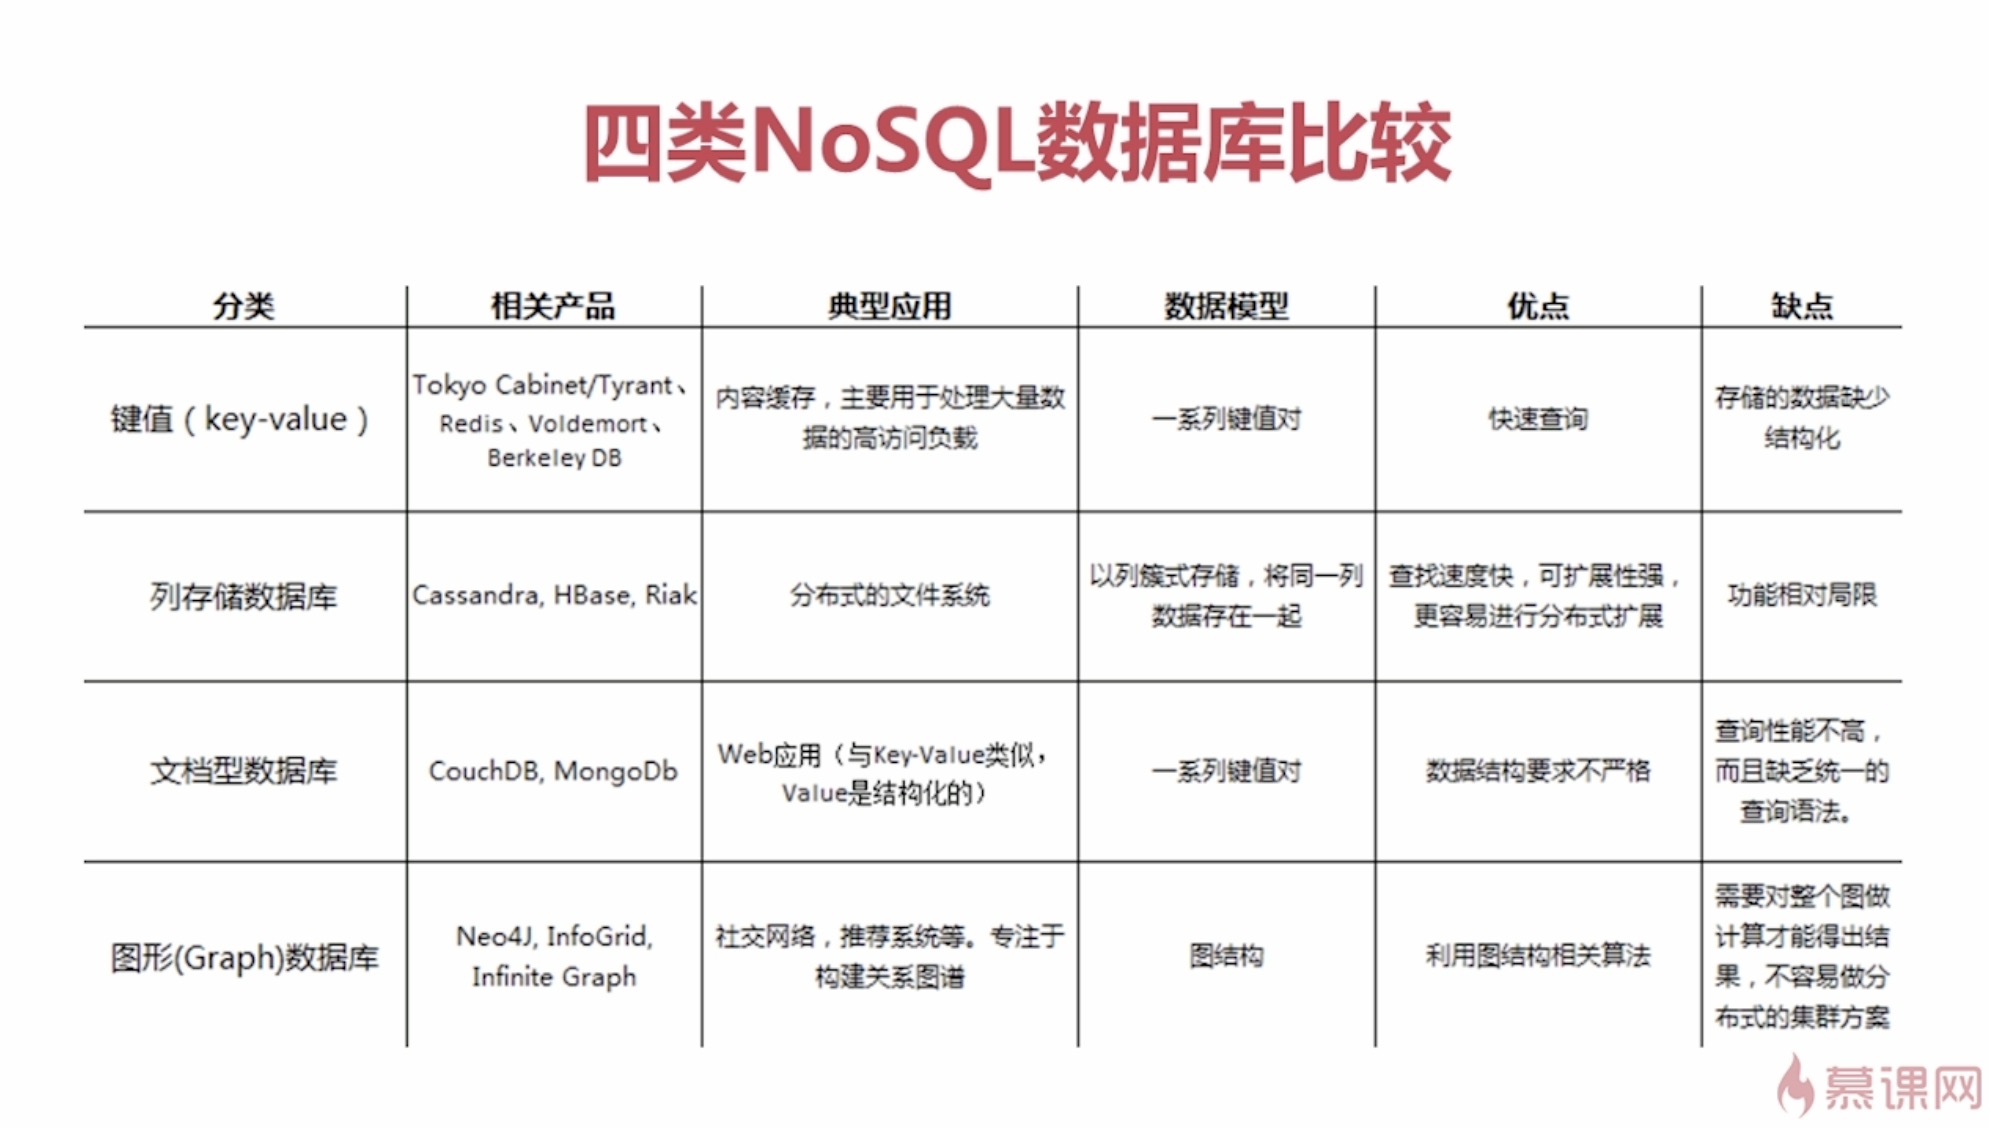 四类NoSQL数据库比较
分类 相关产品 典型应用 数据模型 优点 缺点
键值（key-value）
Tokyo Cabinet/Tyrant、
Redis、Voldemort、
Berkeley DB
内容缓存，主要用于处理大量数
据的高访问负载
一系列键值对
快速查询
存储的数据缺少
结构化
列存储数据库
Cassandra, HBase, Riak
分布式的文件系统
以列簇式存储，将同一列
数据存在一起
查找速度快，可扩展性强，
更容易进行分布式扩展
功能相对局限
文档型数据库
CouchDB, MongoDb
Web应用（与Key-Value类似，
Value是结构化的）
一系列键值对
数据结构要求不严格
查询性能不高，
而且缺乏统一的
查询语法。
图形(Graph)数据库
Neo4J, InfoGrid,
Infinite Graph
社交网络，推荐系统等。专注于
构建关系图谱
图结构
利用图结构相关算法
需要对整个图做
计算才能得出结
果，不容易做分
布式的集群方案
慕课网